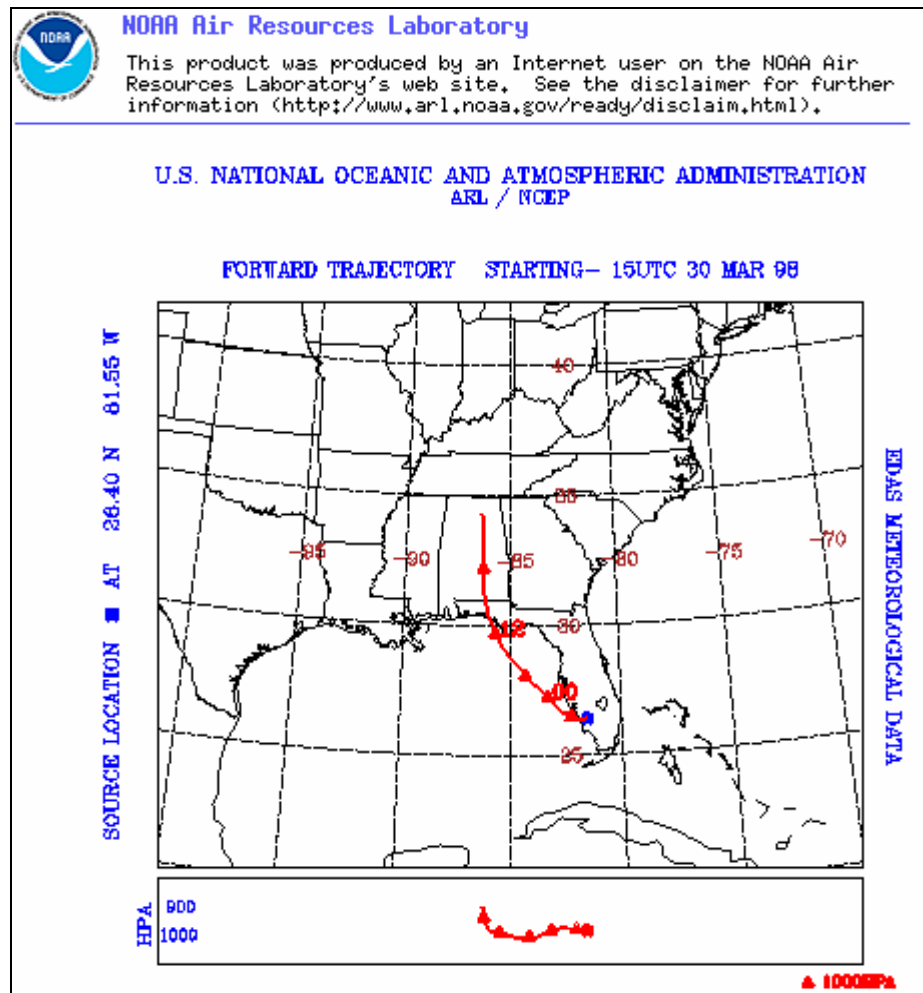 NOAA
NOAA Air Resources Laboratory
This product was produced by an Internet user on the NOAA Air
Resources Laboratory's web site.  See the disclaimer for further
information (http://www.arl.noaa.gov/ready/disclaim.html).
U.S. NATIONAL OCEANIC AND ATMOSPHERIC ADMINISTRATION
ARL / NCEP
FORWARD TRAJECTORY   STARTING- 15UTC 30 MAR 98
SOURCE LOCATION ■ AT  26.40 N  81.55 W
40
35
-95
-90
-85
-80
-75
-70
12
30
00
25
EDAS METEOROLOGICAL DATA
HPA
900
1000
▲ 1000HPA